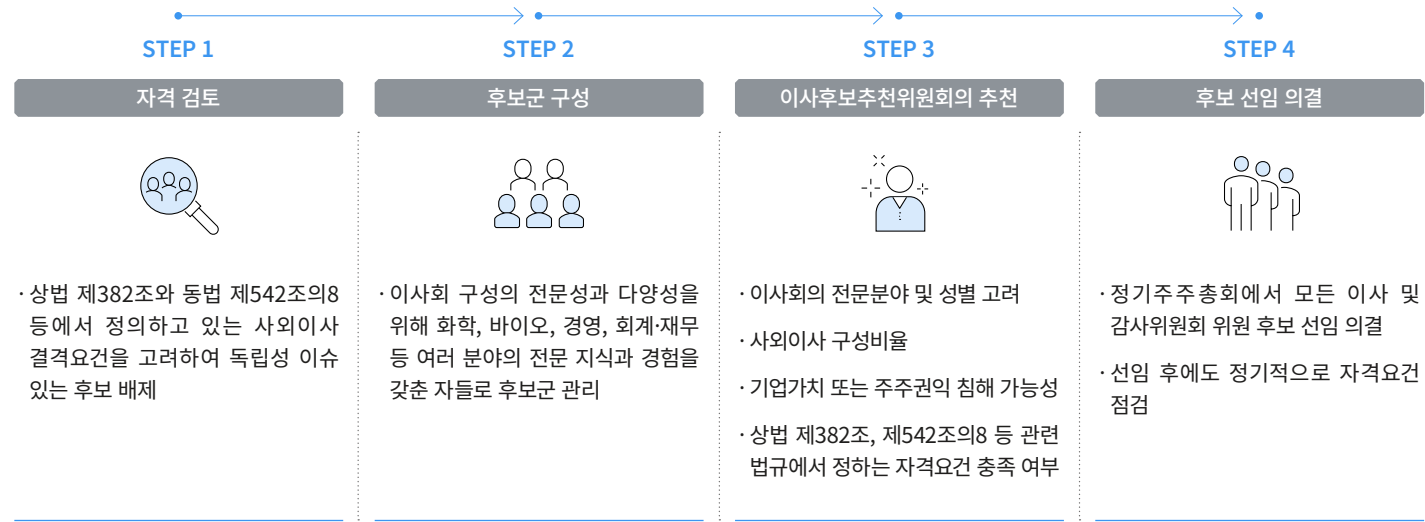 STEP 1
자격 검토
· 상법 제382조와 동법 제542조의8
등에서 정의하고 있는 사외이사
결격요건을 고려하여 독립성 이슈
있는 후보 배제
STEP 2
후보군 구성
· 이사회 구성의 전문성과 다양성을
위해 화학, 바이오, 경영, 회계·재무
등 여러 분야의 전문 지식과 경험을
갖춘 자들로 후보군 관리
STEP 3
이사후보추천위원회의 추천
· 이사회의 전문분야 및 성별 고려
· 사외이사 구성비율
· 기업가치 또는 주주권익 침해 가능성
· 상법 제382조, 제542조의8 등 관련
법규에서 정하는 자격요건 충족 여부
STEP 4
후보 선임 의결
· 정기주주총회에서 모든 이사 및
감사위원회 위원 후보 선임 의결
· 선임 후에도 정기적으로 자격요건
점검